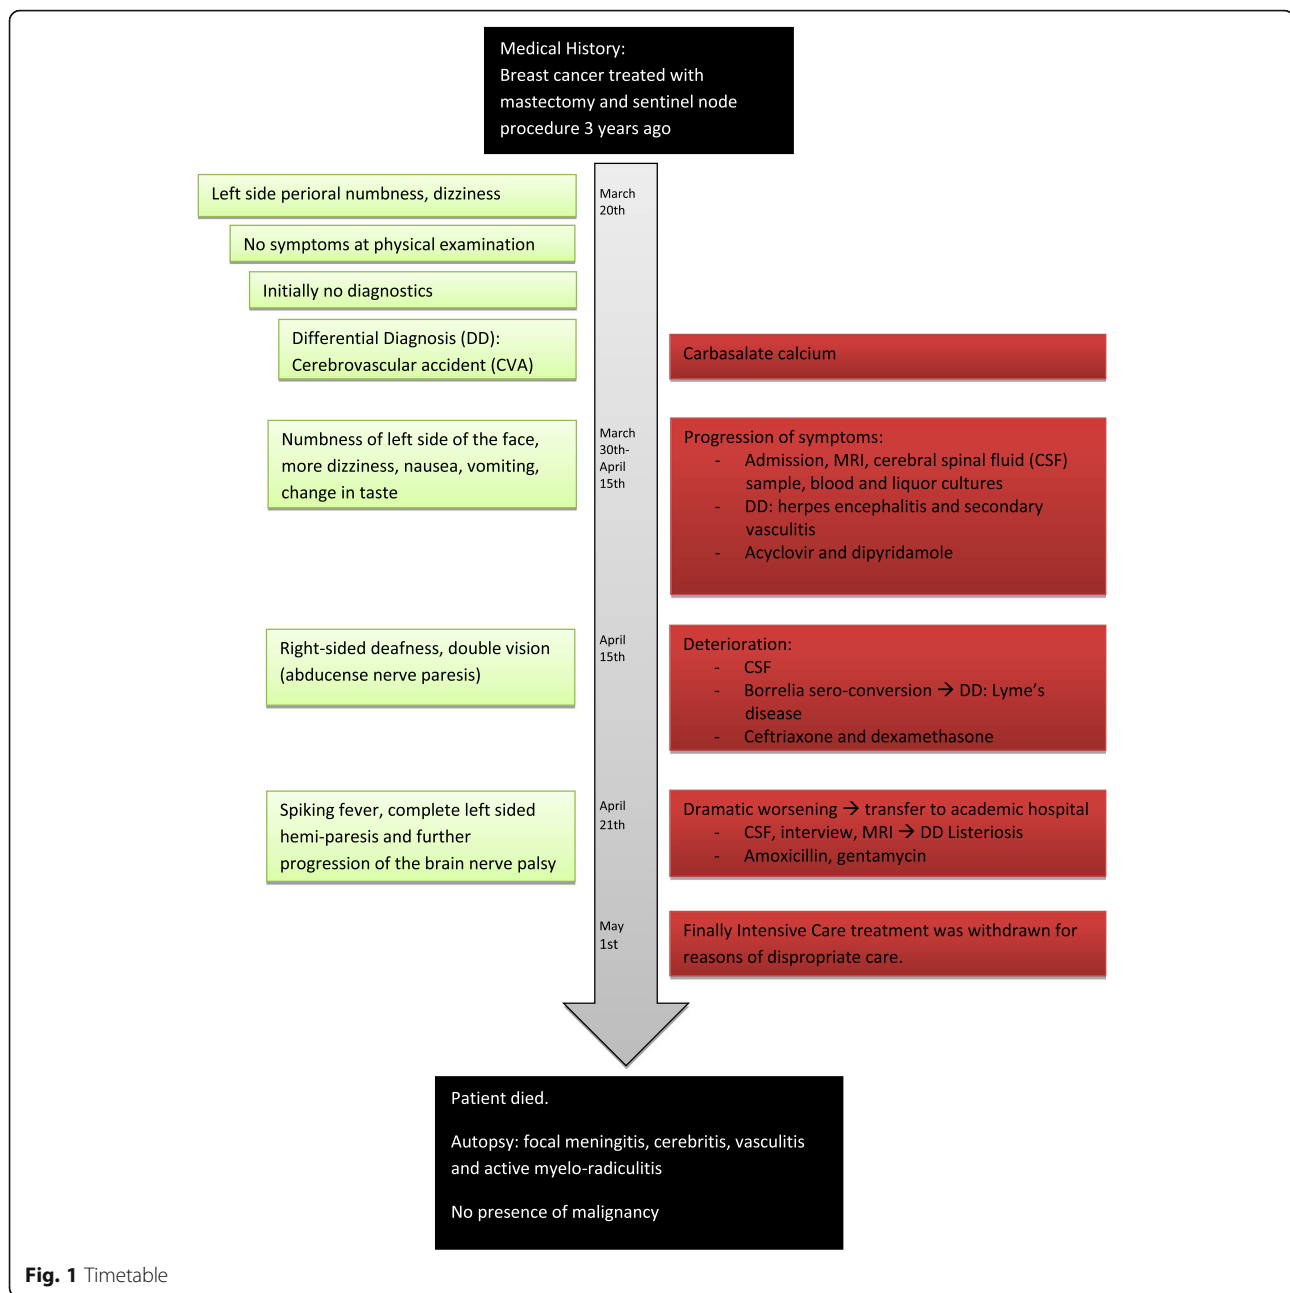 Medical History:
Breast cancer treated with
mastectomy and sentinel node
procedure 3 years ago
Left side perioral numbness, dizziness
March
20th
No symptoms at physical examination
Initially no diagnostics
Differential Diagnosis (DD):
Cerebrovascular accident (CVA)
Carbasalate calcium
Numbness of left side of the face,
more dizziness, nausea, vomiting,
change in taste
March
30th-
April
15th
Progression of symptoms:
- Admission, MRI, cerebral spinal fluid (CSF)
sample, blood and liquor cultures
- DD: herpes encephalitis and secondary
vasculitis
- Acyclovir and dipyridamole
Right-sided deafness, double vision
(abducense nerve paresis)
April
15th
Deterioration:
- CSF
- Borrelia sero-conversion → DD: Lyme's
disease
- Ceftriaxone and dexamethasone
Spiking fever, complete left sided
hemi-paresis and further
progression of the brain nerve palsy
April
21th
Dramatic worsening → transfer to academic hospital
- CSF, interview, MRI → DD Listeriosis
- Amoxicillin, gentamycin
May
1st
Finally Intensive Care treatment was withdrawn for
reasons of dispropriate care.
Patient died.
Autopsy: focal meningitis, cerebritis, vasculitis
and active myelo-radiculitis
No presence of malignancy
Fig. 1 Timetable